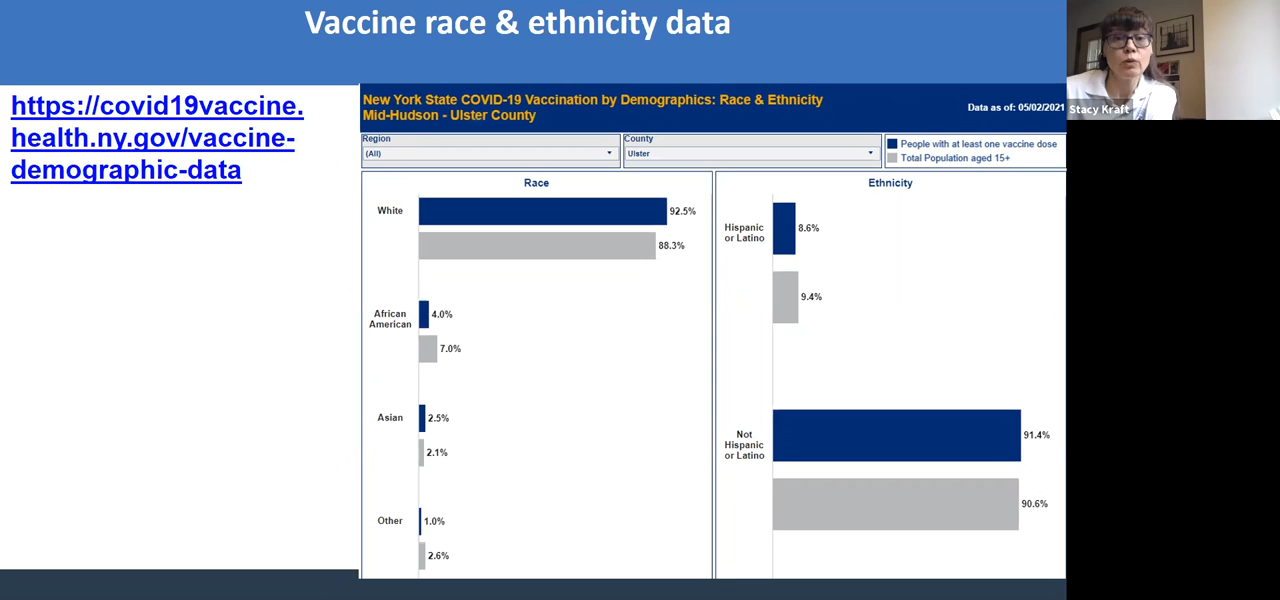 Vaccine race & ethnicity data
https://covid19vaccine.
health.ny.gov/vaccine-
demographic-data
New York State COVID-19 Vaccination by Demographics: Race & Ethnicity
Mid-Hudson - Ulster County
Data as of: 05/02/2021
Stacy Kraft
Region
(All)
County
Ulster
People with at least one vaccine dose
Total Population aged 15+
Race
White
92.5%
88.3%
African
American
4.0%
7.0%
Asian
2.5%
2.1%
Other
1.0%
2.6%
Ethnicity
Hispanic
or Latino
8.6%
9.4%
Not
Hispanic
or Latino
91.4%
90.6%